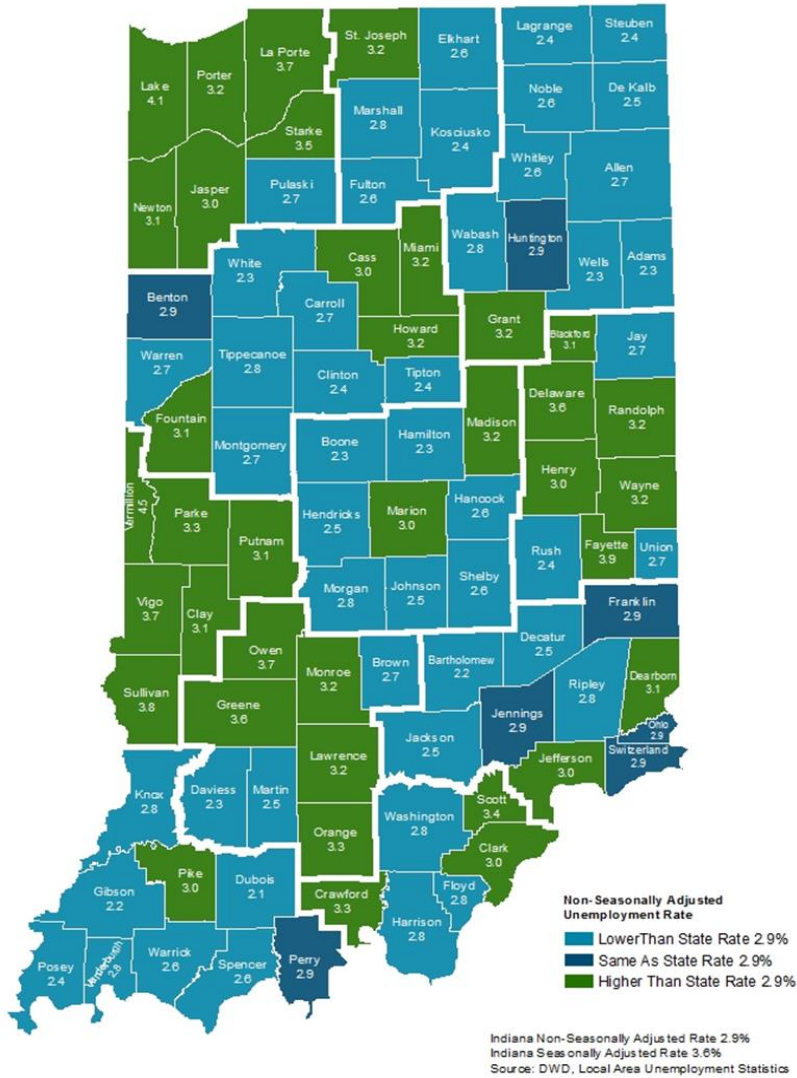 St. Joseph
3.2
Elkhart
2.6
Lagrange
2.4
Steuben
2.4
La Porte
3.7
Porter
3.2
Lake
4.1
Noble
2.6
De Kalb
2.5
Marshall
2.8
Kosciusko
2.4
Starke
3.5
Whitley
2.6
Allen
2.7
Jasper
3.0
Pulaski
2.7
Fulton
2.6
Newton
3.1
Miami
3.2
Wabash
2.8
Huntington
2.9
Cass
3.0
White
2.3
Wells
2.3
Adams
2.3
Benton
2.9
Carroll
2.7
Grant
3.2
Howard
3.2
Blackford
3.1
Jay
2.7
Warren
2.7
Tippecanoe
2.8
Clinton
2.4
Tipton
2.4
Delaware
3.6
Randolph
3.2
Fountain
3.1
Madison
3.2
Montgomery
2.7
Boone
2.3
Hamilton
2.3
Henry
3.0
Wayne
3.2
Vermillion
4.5
Parke
3.3
Hendricks
2.5
Marion
3.0
Hancock
2.6
Putnam
3.1
Rush
2.4
Fayette
3.9
Union
2.7
Morgan
2.8
Johnson
2.5
Shelby
2.6
Vigo
3.7
Clay
3.1
Franklin
2.9
Owen
3.7
Decatur
2.5
Monroe
3.2
Brown
2.7
Bartholomew
2.2
Dearborn
3.1
Ripley
2.8
Sullivan
3.8
Greene
3.6
Jennings
2.9
Ohio
2.9
Switzerland
2.9
Jackson
2.5
Lawrence
3.2
Jefferson
3.0
Knox
2.8
Daviess
2.3
Martin
2.5
Scott
3.4
Washington
2.8
Orange
3.3
Clark
3.0
Pike
3.0
Dubois
2.1
Gibson
2.2
Crawford
3.3
Floyd
2.8
Harrison
2.8
Posey
2.4
Vanderburgh
2.8
Warrick
2.6
Spencer
2.6
Perry
2.9
Non-Seasonally Adjusted
Unemployment Rate
LowerThan State Rate 2.9%
Same As State Rate 2.9%
Higher Than State Rate 2.9%
Indiana Non-Seasonally Adjusted Rate 2.9%
Indiana Seasonally Adjusted Rate 3.6%
Source: DWD, Local Area Unemployment Statistics